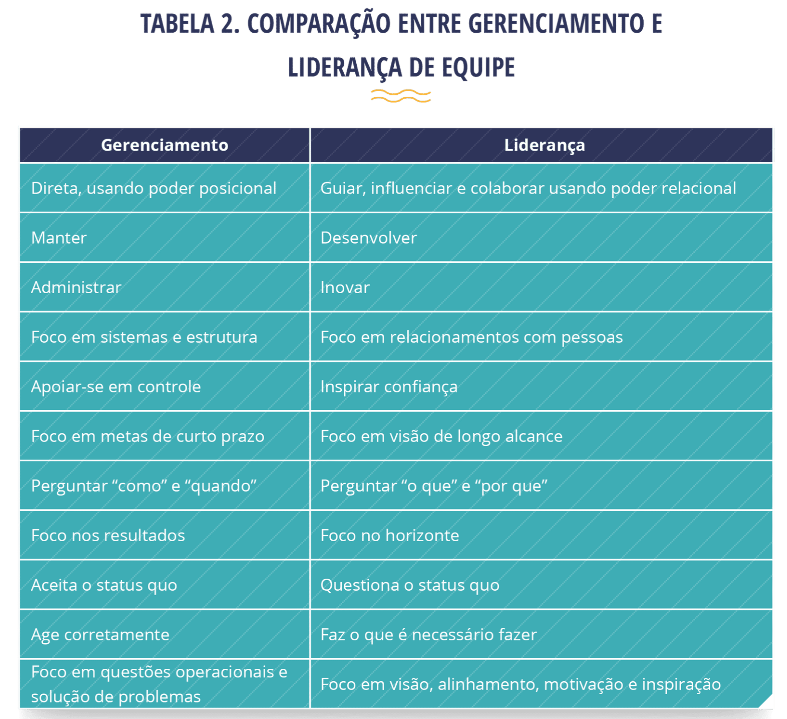 TABELA 2. COMPARAÇÃO ENTRE GERENCIAMENTO E
LIDERANÇA DE EQUIPE
Gerenciamento Liderança
Direta, usando poder posicional Guiar, influenciar e colaborar usando poder relacional
Manter Desenvolver
Administrar Inovar
Foco em sistemas e estrutura Foco em relacionamentos com pessoas
Apoiar-se em controle Inspirar confiança
Foco em metas de curto prazo Foco em visão de longo alcance
Perguntar “como” e “quando” Perguntar “o que” e “por que”
Foco nos resultados Foco no horizonte
Aceita o status quo Questiona o status quo
Age corretamente Faz o que é necessário fazer
Foco em questões operacionais e
solução de problemas Foco em visão, alinhamento, motivação e inspiração